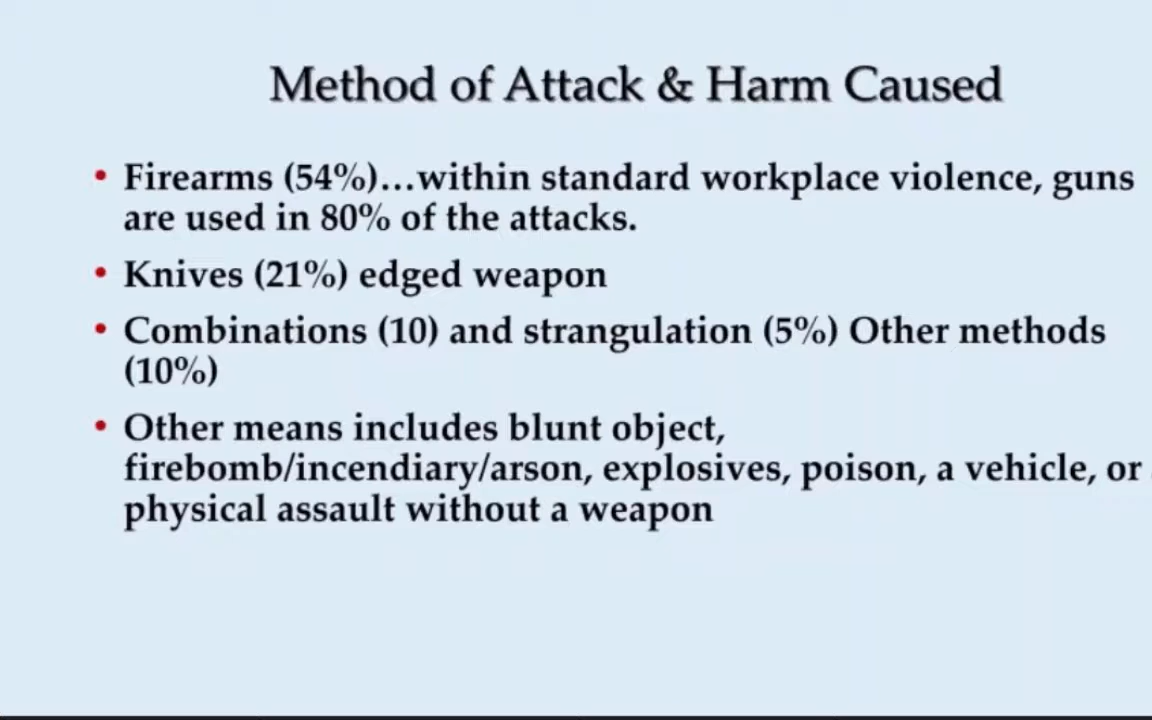 Method of Attack & Harm Caused
• Firearms (54%)...within standard workplace violence, guns
are used in 80% of the attacks.
• Knives (21%) edged weapon
• Combinations (10) and strangulation (5%) Other methods
(10%)
• Other means includes blunt object,
firebomb/incendiary/arson, explosives, poison, a vehicle, or
physical assault without a weapon